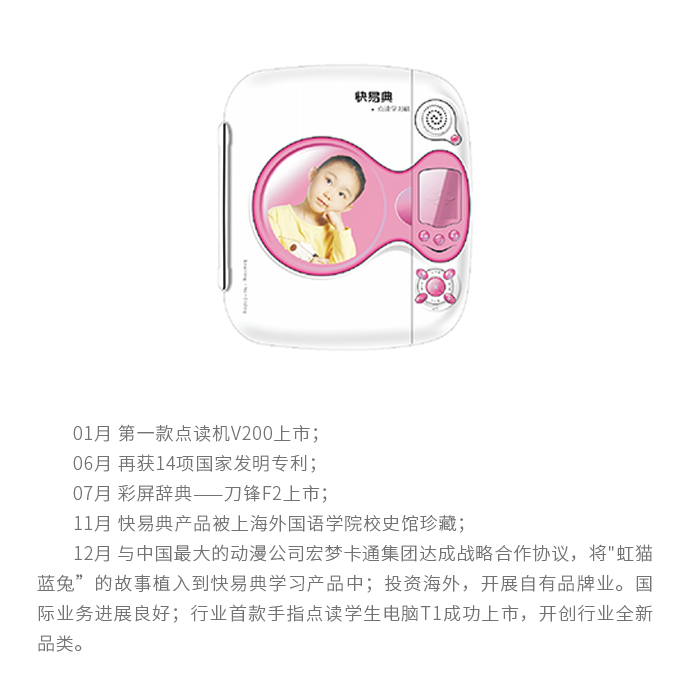 快易典
点读学习机
01月 第一款点读机V200上市；
06月 再获14项国家发明专利；
07月 彩屏辞典——刀锋F2上市；
11月 快易典产品被上海外国语学院校史馆珍藏；
12月 与中国最大的动漫公司宏梦卡通集团达成战略合作协议，将"虹猫
蓝兔”的故事植入到快易典学习产品中；投资海外，开展自有品牌业。国
际业务进展良好；行业首款手指点读学生电脑T1成功上市，开创行业全新
品类。